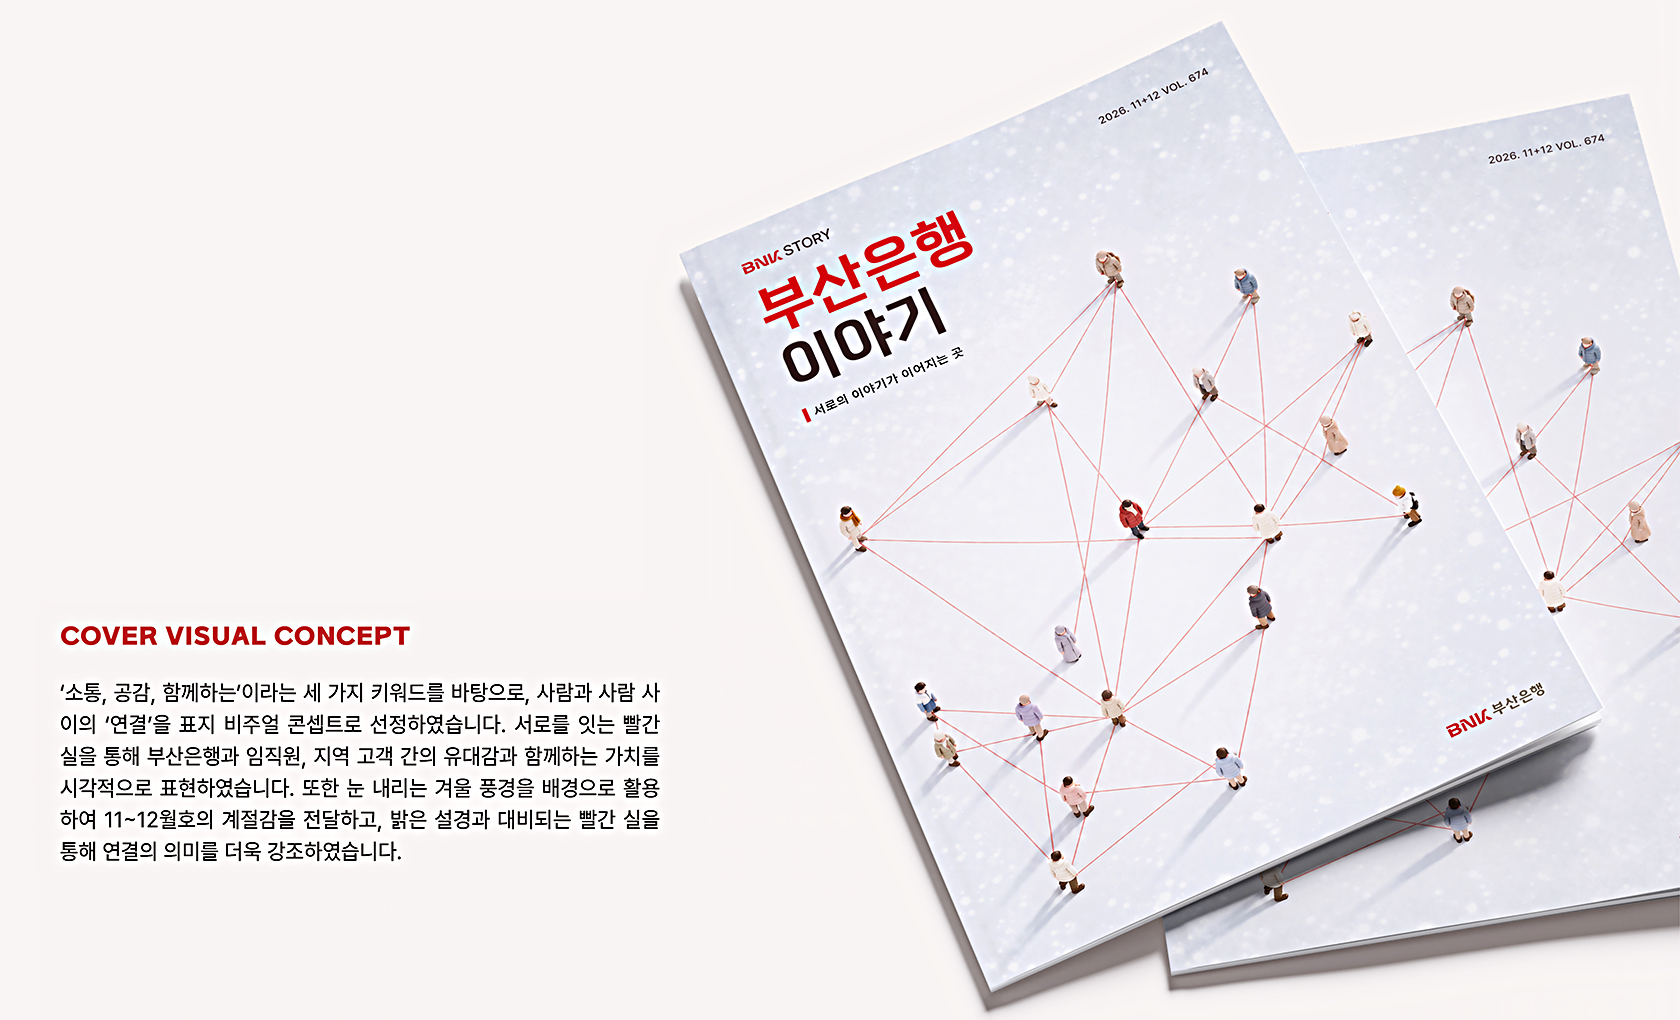 2026. 11+12 VOL. 674
2026. 11+12 VOL. 674
BNK STORY
부산은행
이야기
서로의 이야기가 이어지는 곳
COVER VISUAL CONCEPT
‘소통, 공감, 함께하는’이라는 세 가지 키워드를 바탕으로, 사람과 사람 사
이의 ‘연결’을 표지 비주얼 콘셉트로 선정하였습니다. 서로를 잇는 빨간
실을 통해 부산은행과 임직원, 지역 고객 간의 유대감과 함께하는 가치를
시각적으로 표현하였습니다. 또한 눈 내리는 겨울 풍경을 배경으로 활용
하여 11~12월호의 계절감을 전달하고, 밝은 설경과 대비되는 빨간 실을
통해 연결의 의미를 더욱 강조하였습니다.
BNK 부산은행